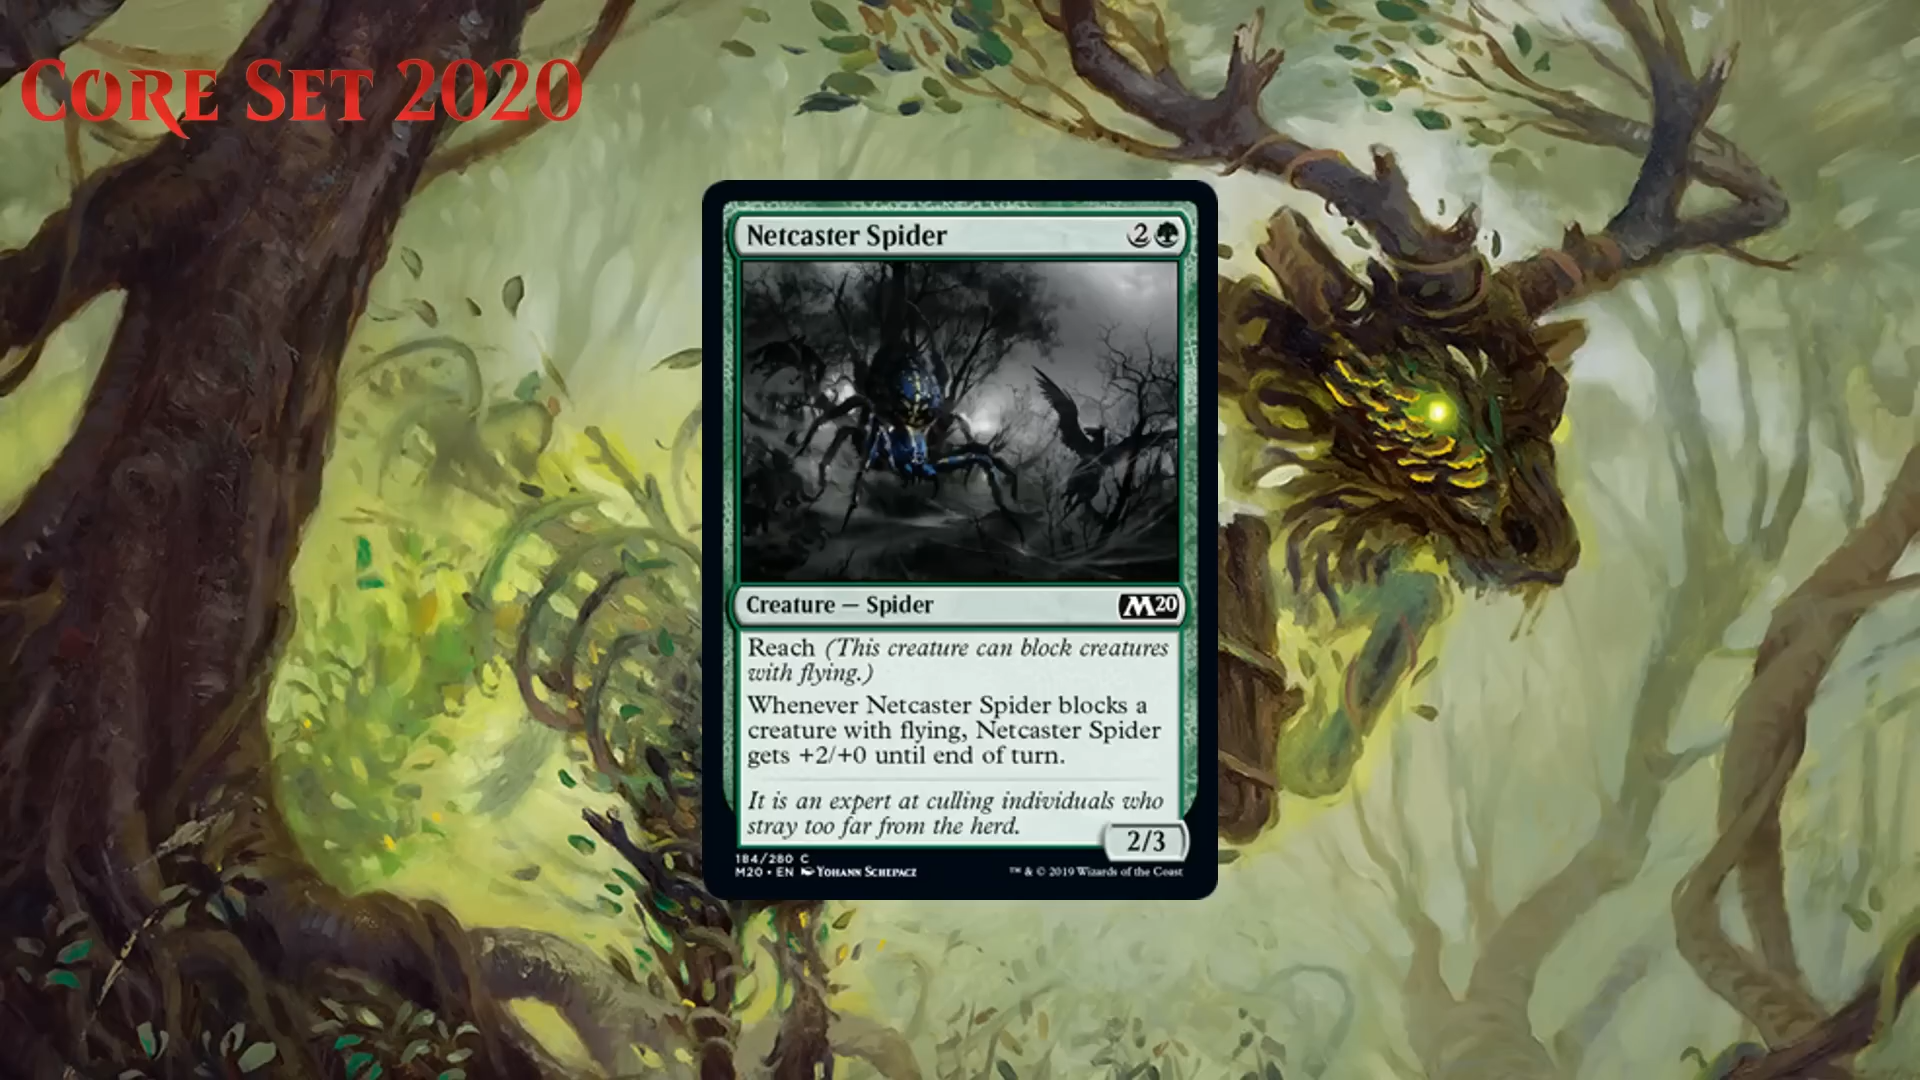 Core Set 2020
Netcaster Spider
2
Creature — Spider
M20
Reach (This creature can block creatures
with flying.)
Whenever Netcaster Spider blocks a
creature with flying, Netcaster Spider
gets +2/+0 until end of turn.
It is an expert at culling individuals who
stray too far from the herd.
2/3
184/280 C
M20 • EN Yohann Schepacz
™ & © 2019 Wizards of the Coast